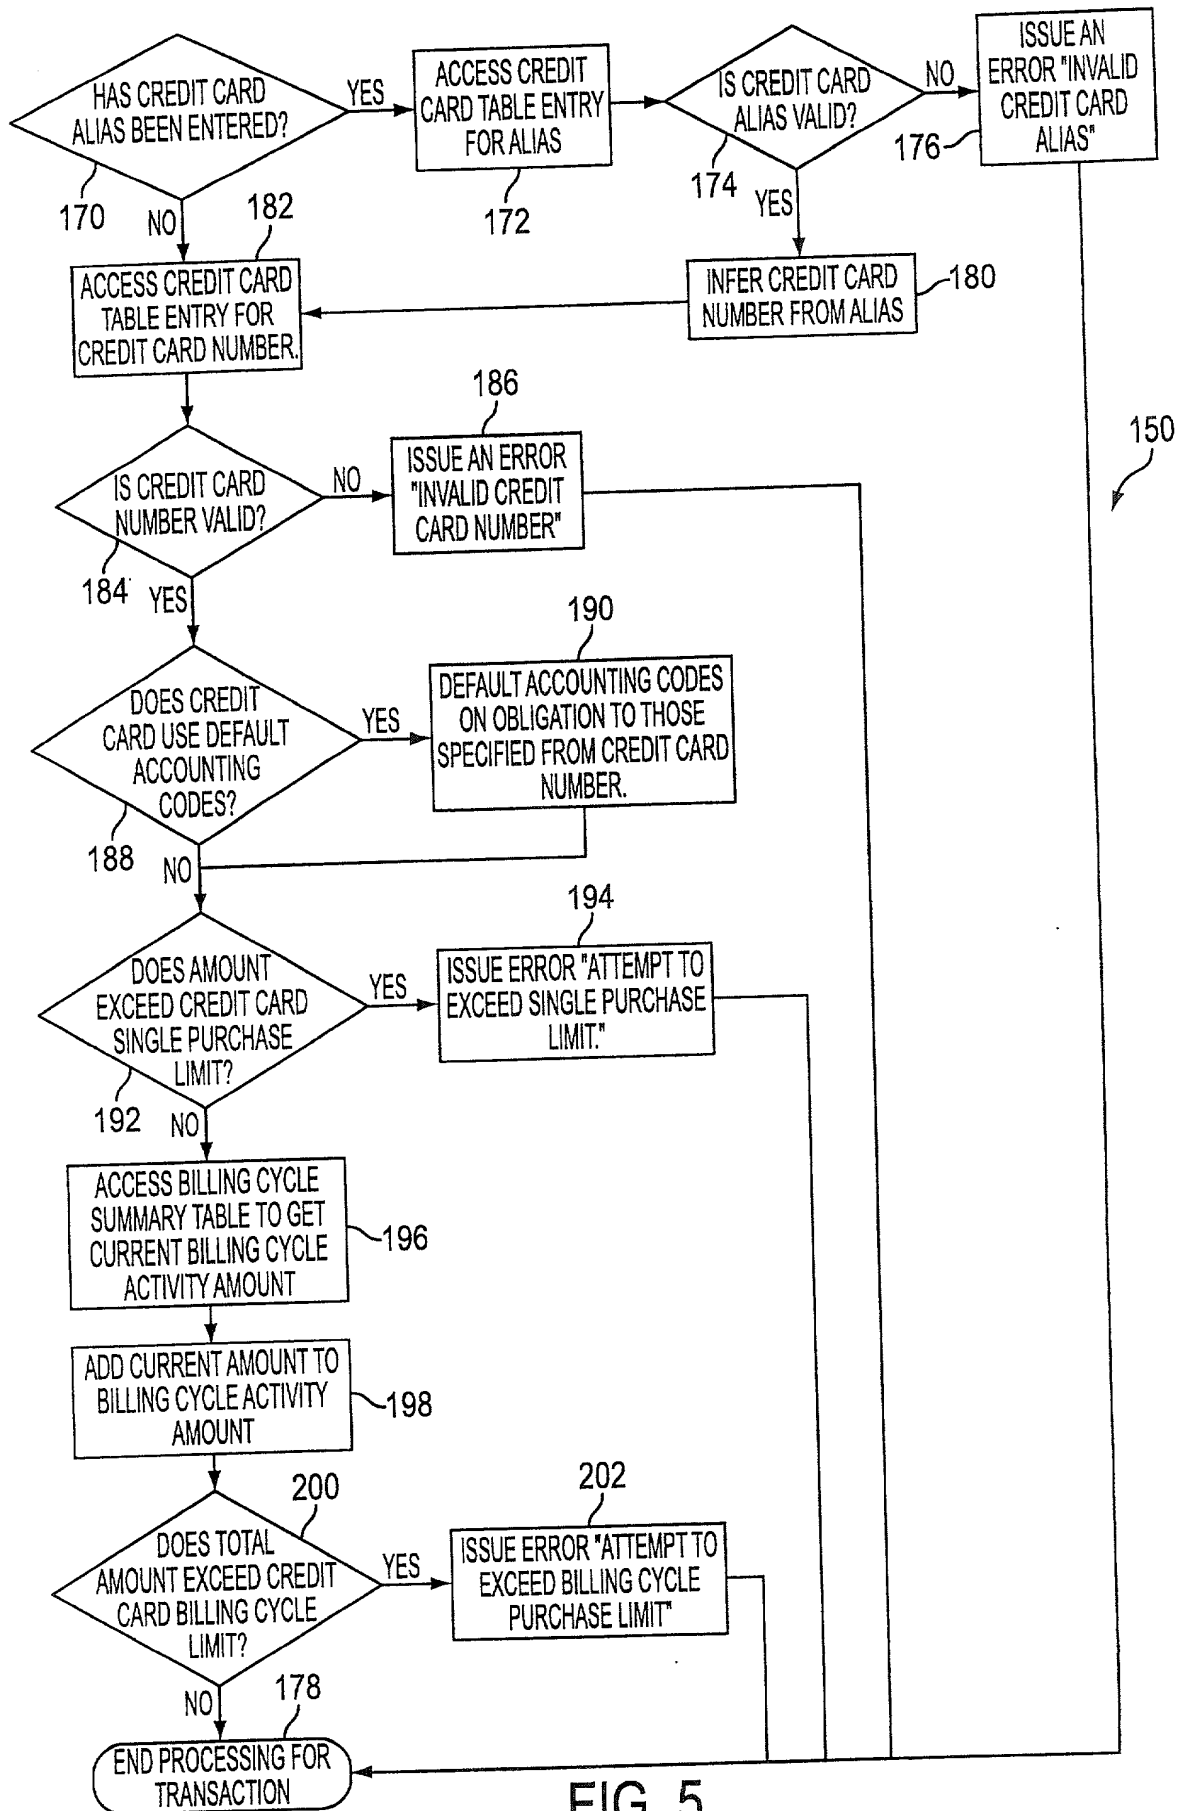 HAS CREDIT CARD
ALIAS BEEN ENTERED?
170
YES
NO
ACCESS CREDIT
CARD TABLE ENTRY
FOR ALIAS
172
IS CREDIT CARD
ALIAS VALID?
174
NO
YES
ISSUE AN
ERROR "INVALID
CREDIT CARD
ALIAS"
176
182
ACCESS CREDIT CARD
TABLE ENTRY FOR
CREDIT CARD NUMBER.
INFER CREDIT CARD
NUMBER FROM ALIAS
180
150
IS CREDIT CARD
NUMBER VALID?
184
NO
YES
186
ISSUE AN ERROR
"INVALID CREDIT
CARD NUMBER"
DOES CREDIT
CARD USE DEFAULT
ACCOUNTING
CODES?
188
YES
NO
190
DEFAULT ACCOUNTING CODES
ON OBLIGATION TO THOSE
SPECIFIED FROM CREDIT CARD
NUMBER.
DOES AMOUNT
EXCEED CREDIT CARD
SINGLE PURCHASE
LIMIT?
192
YES
NO
194
ISSUE ERROR "ATTEMPT TO
EXCEED SINGLE PURCHASE
LIMIT."
ACCESS BILLING CYCLE
SUMMARY TABLE TO GET
CURRENT BILLING CYCLE
ACTIVITY AMOUNT
196
ADD CURRENT AMOUNT TO
BILLING CYCLE ACTIVITY
AMOUNT
198
200
DOES TOTAL
AMOUNT EXCEED CREDIT
CARD BILLING CYCLE
LIMIT?
YES
NO
202
ISSUE ERROR "ATTEMPT TO
EXCEED BILLING CYCLE
PURCHASE LIMIT"
178
END PROCESSING FOR
TRANSACTION
FIG. 5